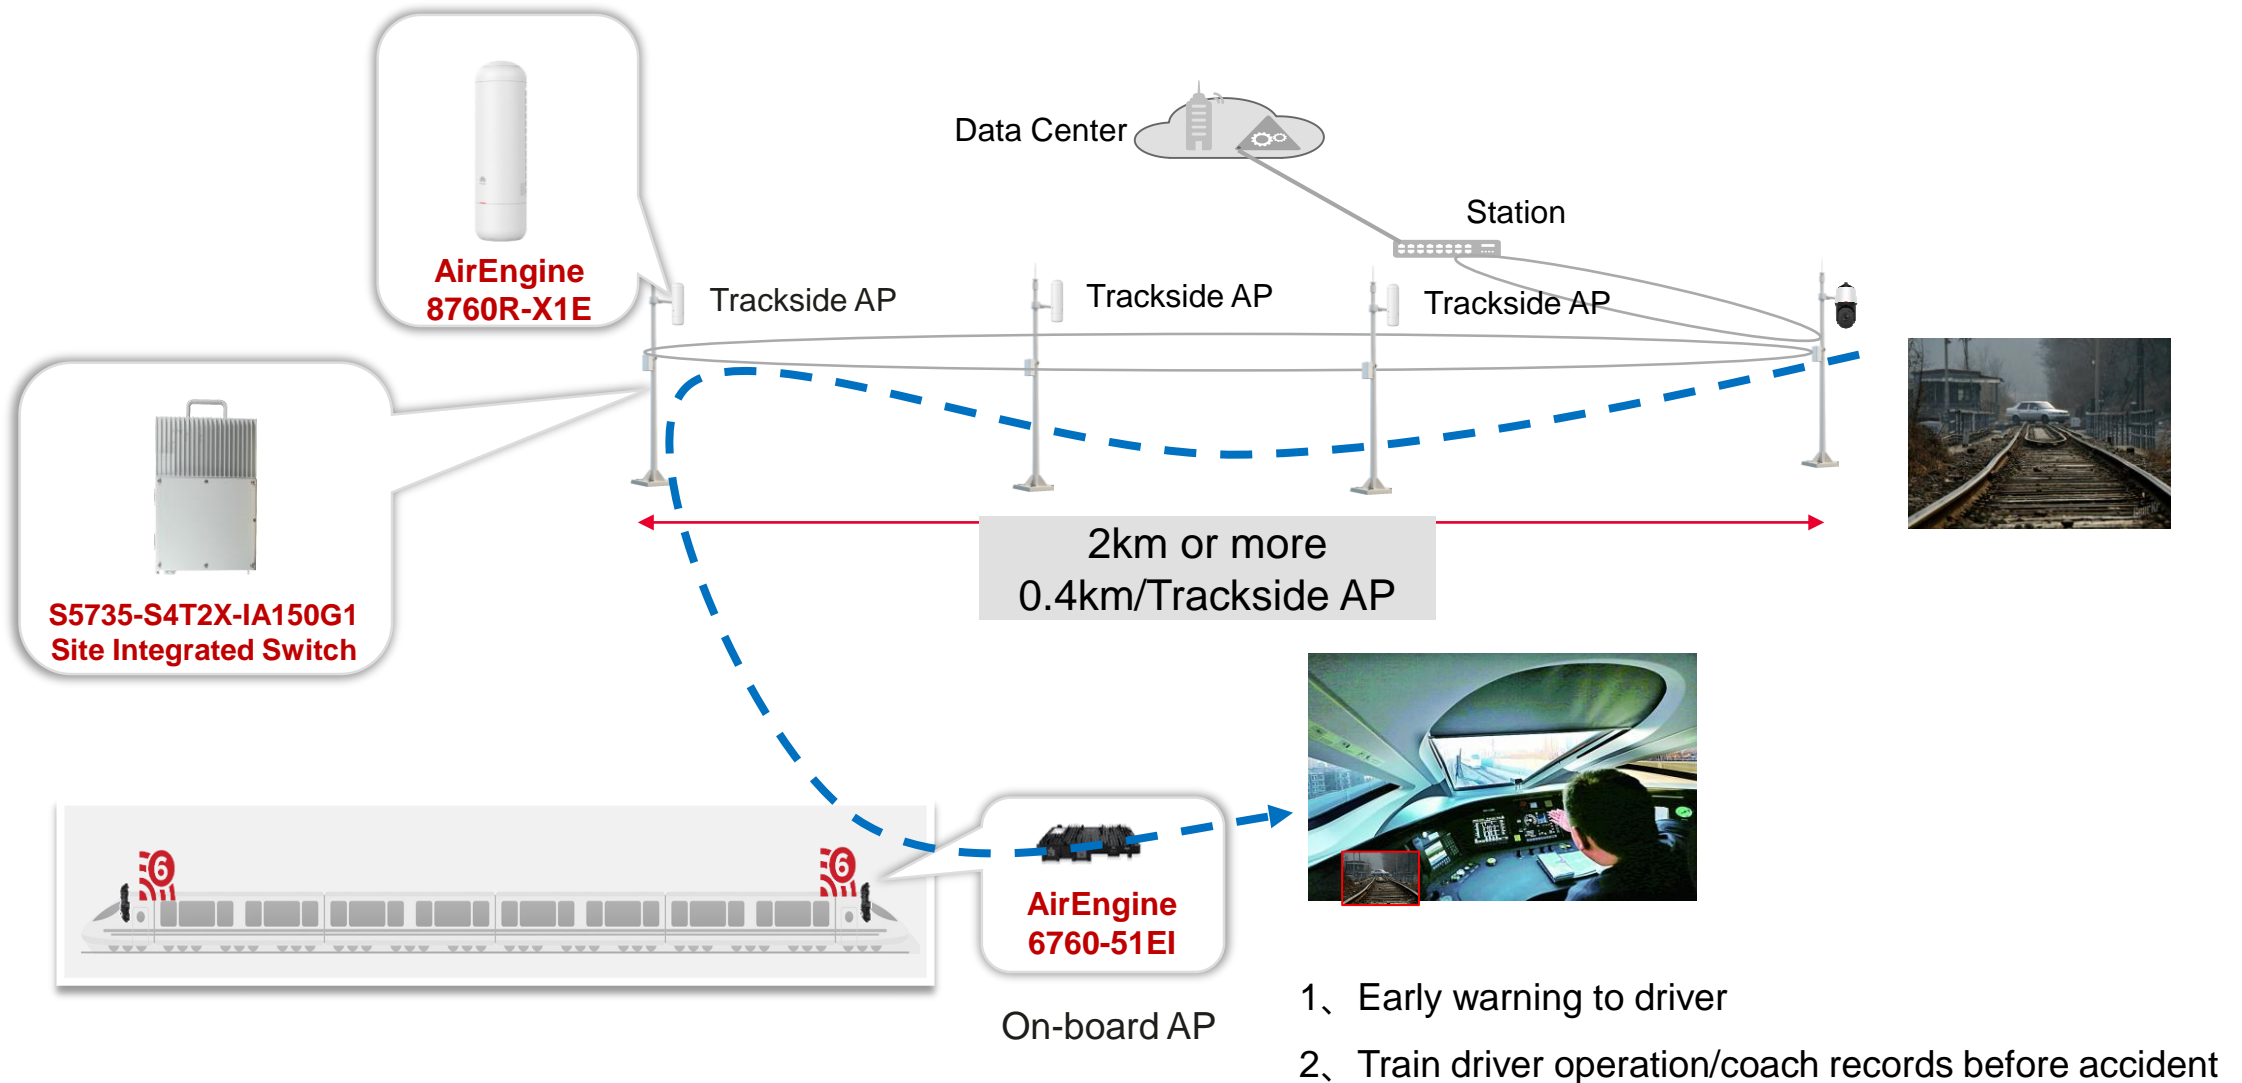 AirEngine
8760R-X1E
Data Center
Station
Trackside AP
Trackside AP
Trackside AP
S5735-S4T2X-IA150G1
Site Integrated Switch
2km or more
0.4km/Trackside AP
6
6
AirEngine
6760-51EI
On-board AP
1、Early warning to driver
2、Train driver operation/coach records before accident